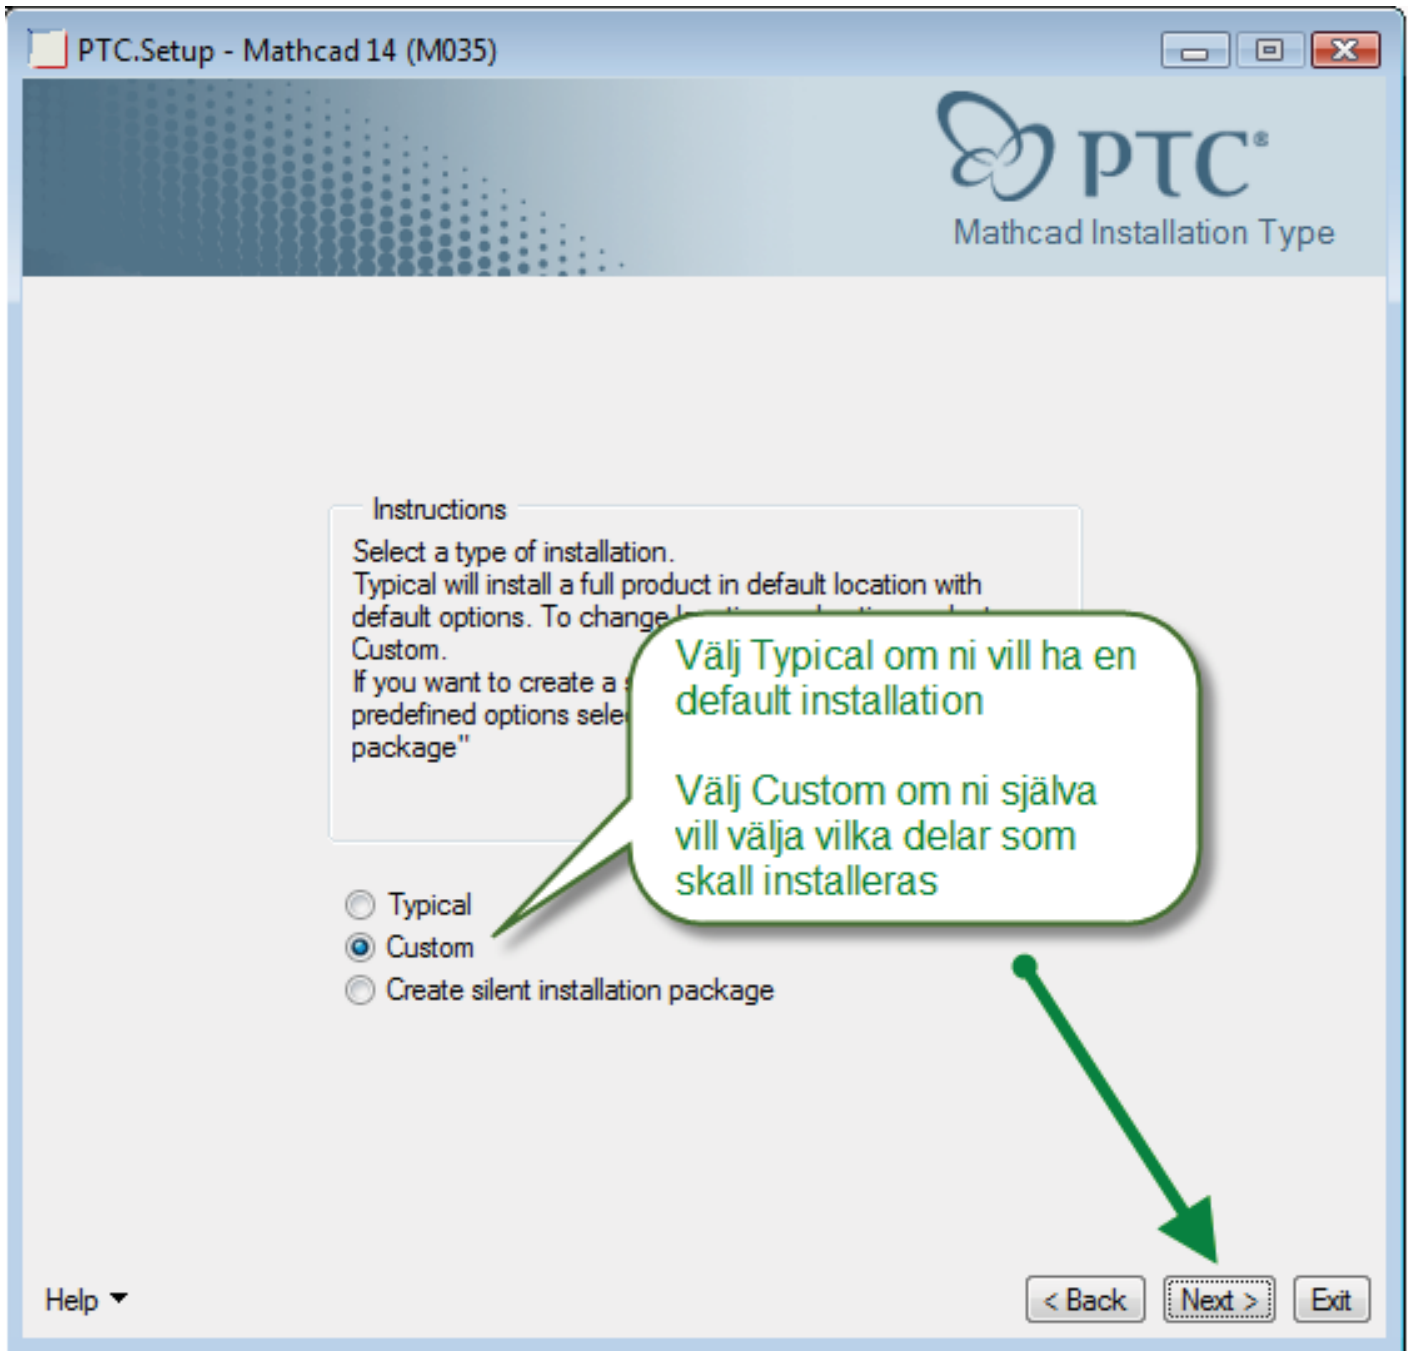 PTC.Setup - Mathcad 14 (M035)
PTC®
Mathcad Installation Type
Instructions
Select a type of installation.
Typical will install a full product in default location with
default options. To change
Custom.
If you want to create a
predefined options
package"
Välj Typical om ni vill ha en
default installation
Välj Custom om ni själva
vill välja vilka delar som
skall installeras
Typical
Custom
Create silent installation package
Help
< Back
Next >
Exit